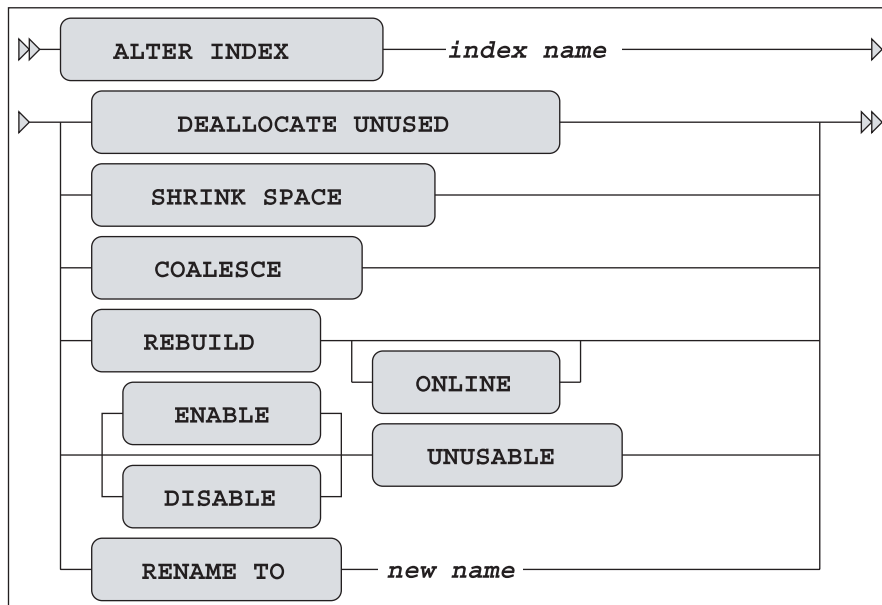 ALTER INDEX index name
DEALLOCATE UNUSED
SHRINK SPACE
COALESCE
REBUILD
ONLINE
ENABLE
UNUSABLE
DISABLE
RENAME TO new name